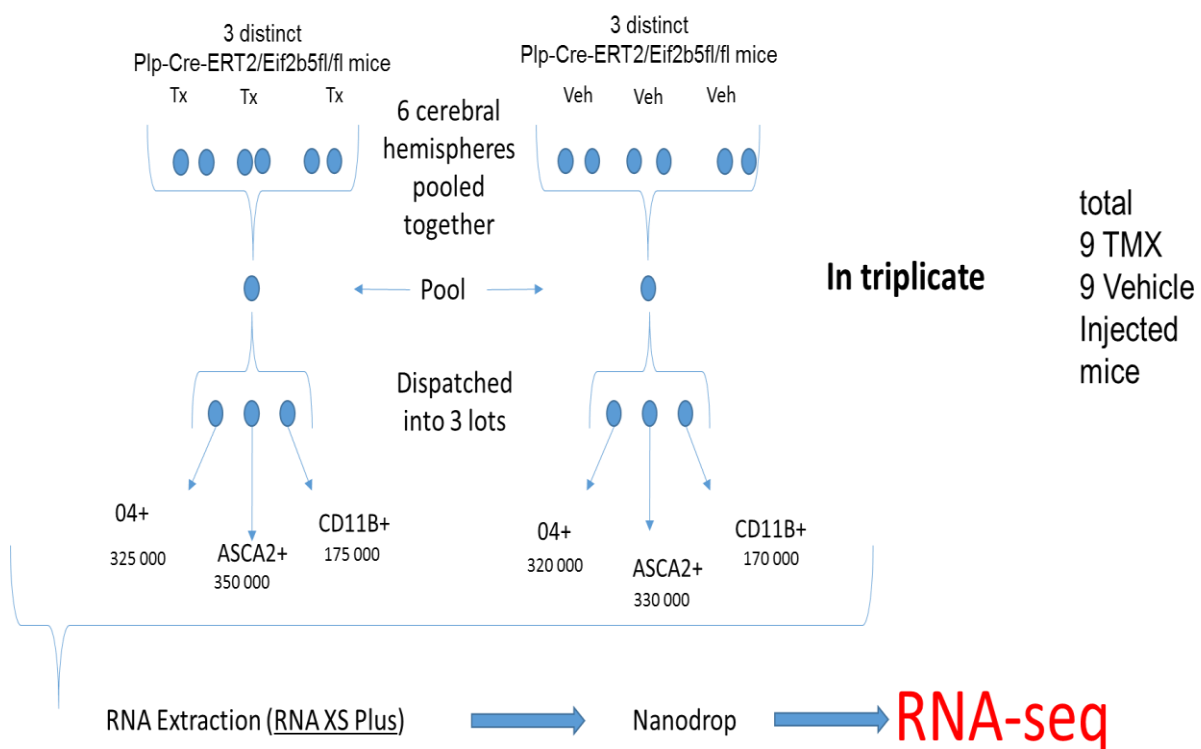 3 distinct
Plp-Cre-ERT2/Eif2b5fl/fl mice
Tx
Tx
Tx
3 distinct
Plp-Cre-ERT2/Eif2b5fl/fl mice
Veh
Veh
Veh
6 cerebral
hemispheres
pooled
together
Pool
In triplicate
total
9 TMX
9 Vehicle
Injected
mice
Dispatched
into 3 lots
04+
325 000
ASCA2+
350 000
CD11B+
175 000
04+
320 000
ASCA2+
330 000
CD11B+
170 000
RNA Extraction (RNA XS Plus)
Nanodrop
RNA-seq